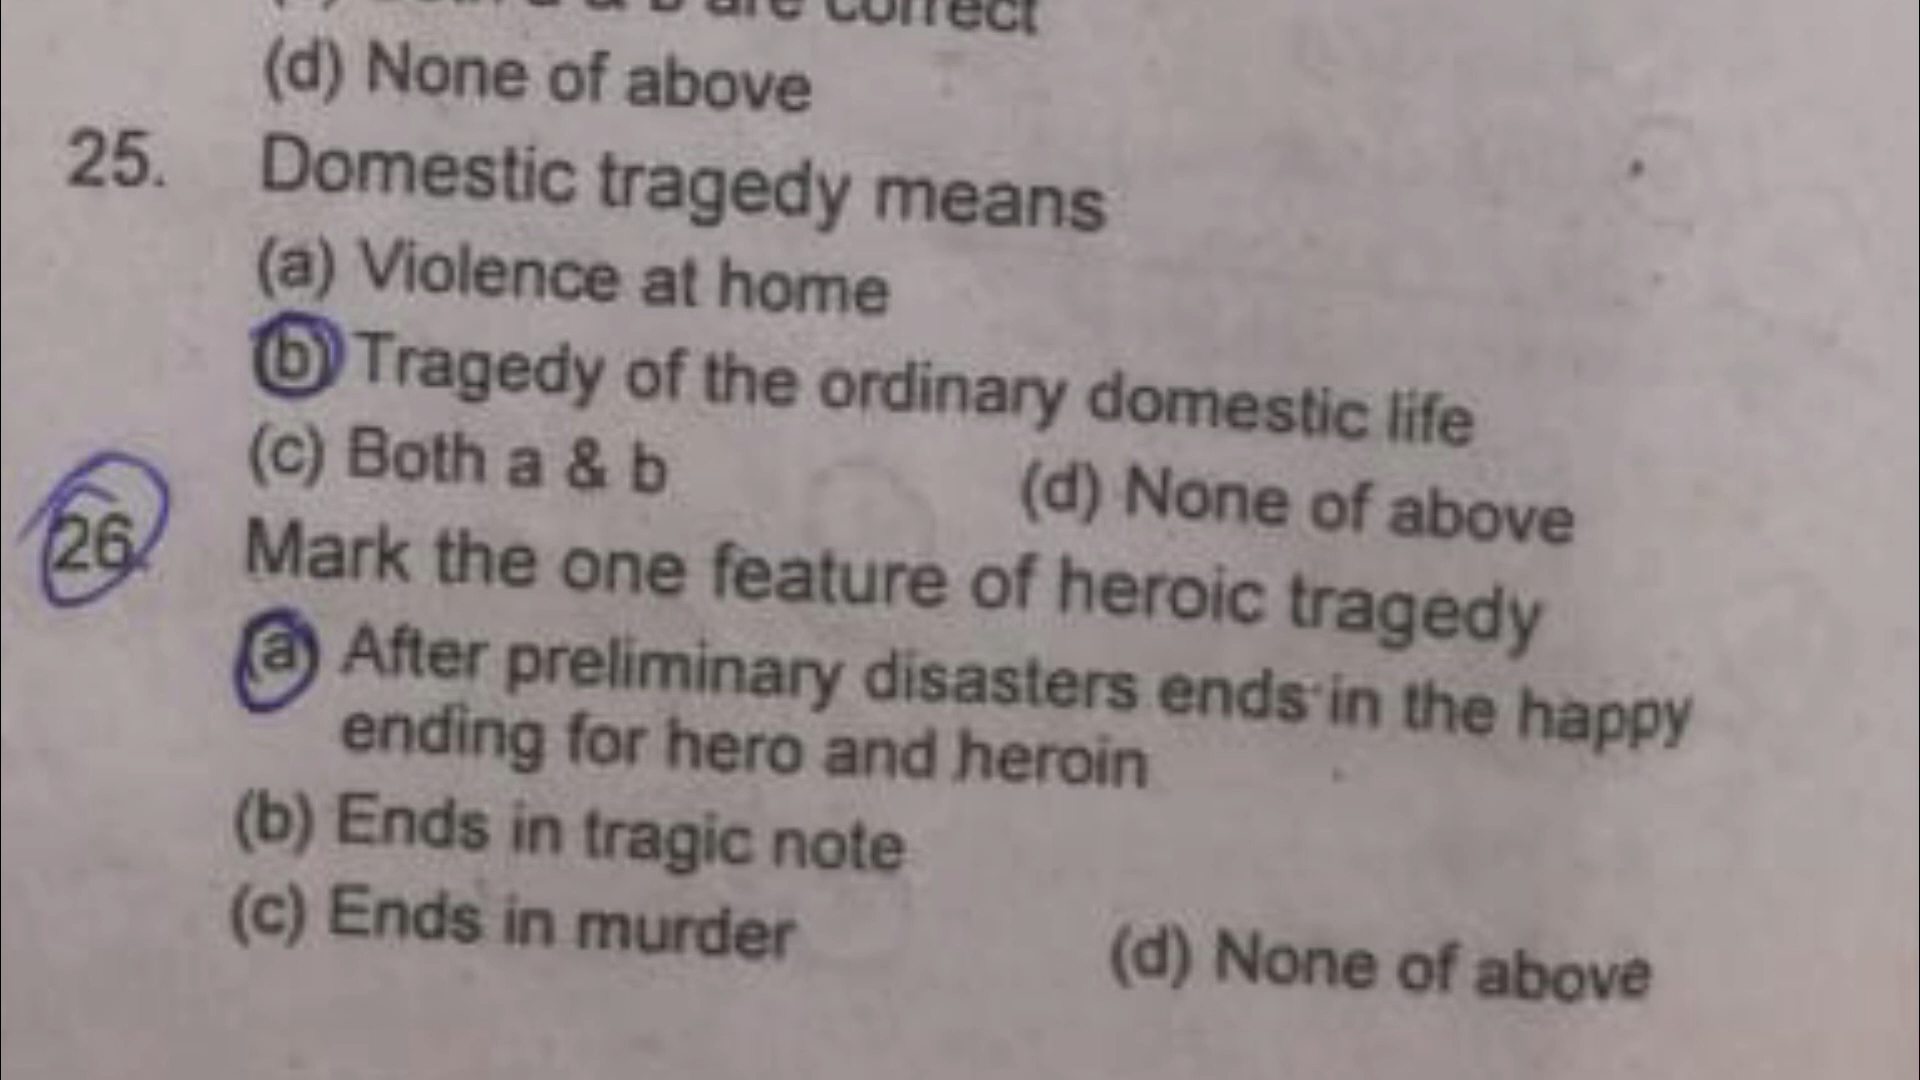 are correct
(d) None of above
25. Domestic tragedy means
(a) Violence at home
(b) Tragedy of the ordinary domestic life
(c) Both a & b (d) None of above
26. Mark the one feature of heroic tragedy
(a) After preliminary disasters ends in the happy
ending for hero and heroin
(b) Ends in tragic note
(c) Ends in murder (d) None of above